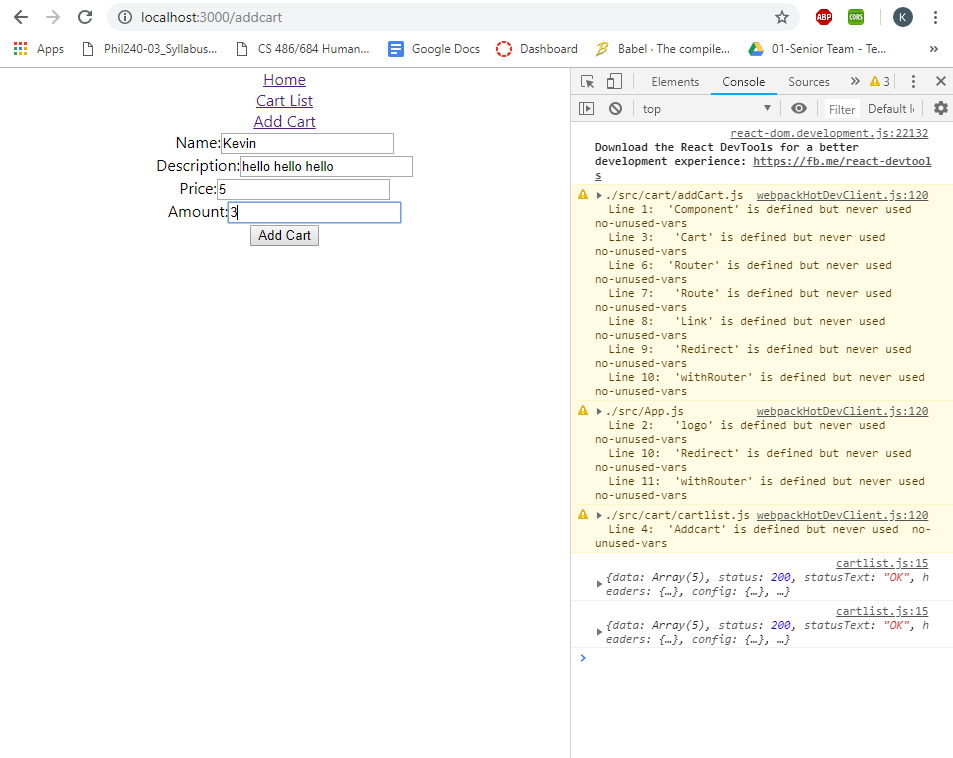 localhost:3000/addcart
ABP
CORS
K
Apps
Phil240-03_Syllabus...
CS 486/684 Human...
Google Docs
Dashboard
Babel · The compile...
01-Senior Team - Te...
»
Home
Cart List
Add Cart
Name:Kevin
Description:hello hello hello
Price:5
Amount:3
Add Cart
Elements
Console
Sources
»
3
top
Filter
Default l
react-dom.development.js:22132
Download the React DevTools for a better
development experience: https://fb.me/react-devtool
s
./src/cart/addCart.js webpackHotDevClient.js:120
Line 1: 'Component' is defined but never used
no-unused-vars
Line 3: 'Cart' is defined but never used
no-unused-vars
Line 6: 'Router' is defined but never used
no-unused-vars
Line 7: 'Route' is defined but never used
no-unused-vars
Line 8: 'Link' is defined but never used
no-unused-vars
Line 9: 'Redirect' is defined but never used
no-unused-vars
Line 10: 'withRouter' is defined but never used
no-unused-vars
./src/App.js webpackHotDevClient.js:120
Line 2: 'logo' is defined but never used
no-unused-vars
Line 10: 'Redirect' is defined but never used
no-unused-vars
Line 11: 'withRouter' is defined but never used
no-unused-vars
./src/cart/cartlist.js webpackHotDevClient.js:120
Line 4: 'Addcart' is defined but never used no-
unused-vars
cartlist.js:15
{data: Array(5), status: 200, statusText: "OK", h
eaders: {…}, config: {…}, …}
cartlist.js:15
{data: Array(5), status: 200, statusText: "OK", h
eaders: {…}, config: {…}, …}